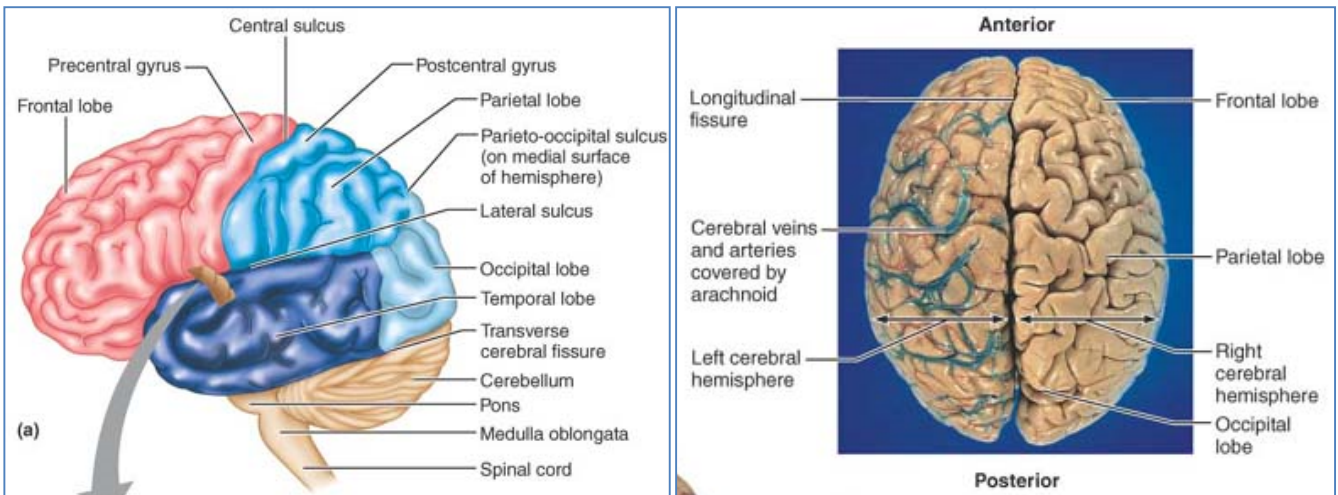 Central sulcus
Precentral gyrus
Postcentral gyrus
Frontal lobe
Parietal lobe
Parieto-occipital sulcus
(on medial surface
of hemisphere)
Lateral sulcus
Occipital lobe
Temporal lobe
Transverse
cerebral fissure
Cerebellum
Pons
(a)
Medulla oblongata
Spinal cord
Anterior
Longitudinal
fissure
Frontal lobe
Cerebral veins
and arteries
covered by
arachnoid
Parietal lobe
Left cerebral
hemisphere
Right
cerebral
hemisphere
Occipital
lobe
Posterior